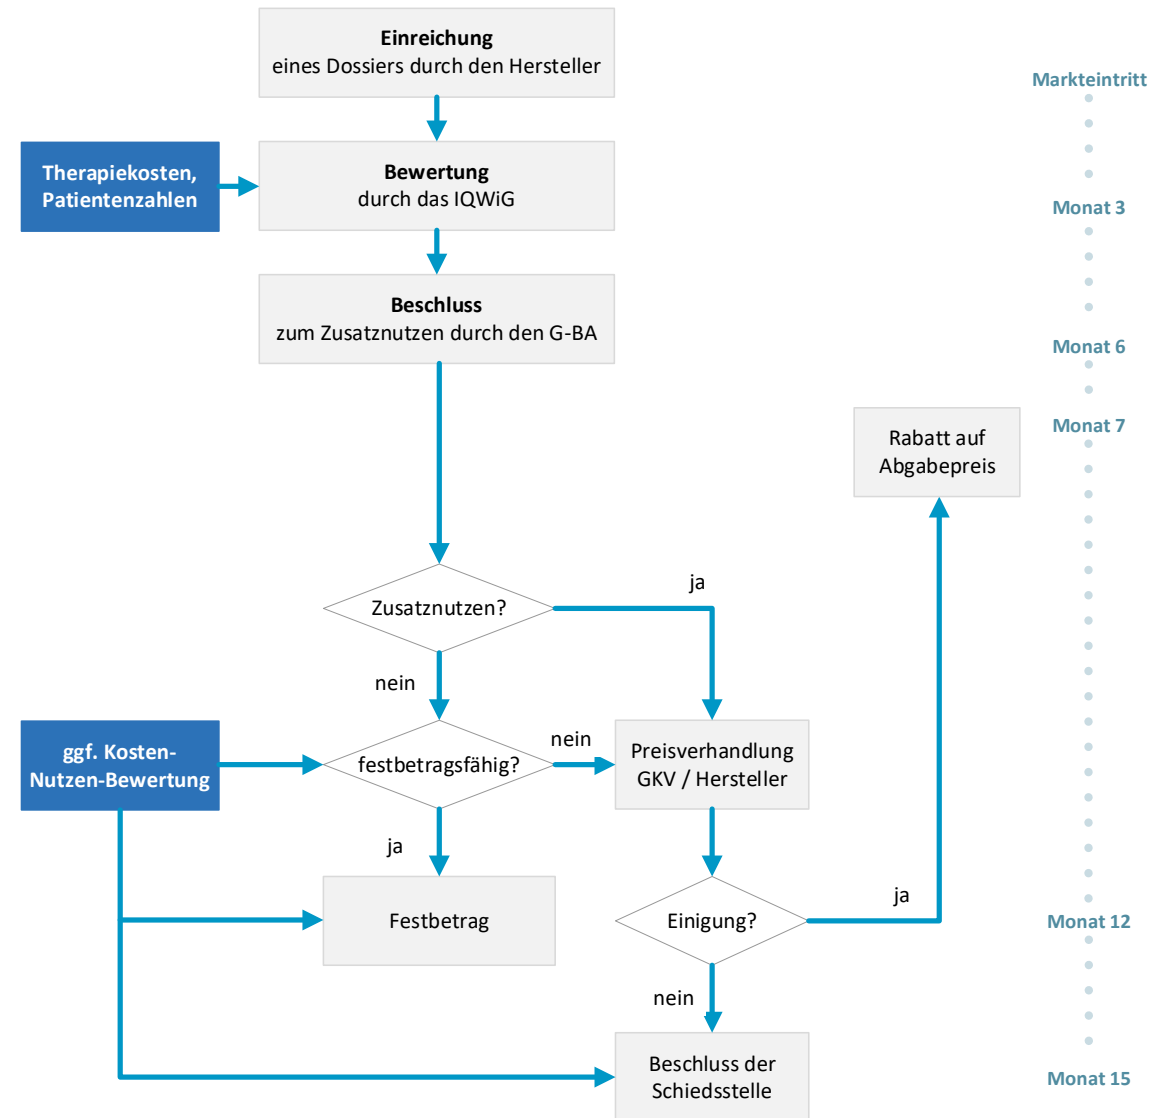 Einreichung
eines Dossiers durch den Hersteller
Markteintritt
Therapiekosten,
Patientenzahlen
Bewertung
durch das IQWiG
Monat 3
Beschluss
zum Zusatznutzen durch den G-BA
Monat 6
Monat 7
Rabatt auf
Abgabepreis
Zusatznutzen?
ja
nein
ggf. Kosten-
Nutzen-Bewertung
festbetragsfähig?
nein
Preisverhandlung
GKV / Hersteller
ja
Festbetrag
Einigung?
ja
Monat 12
nein
Beschluss der
Schiedsstelle
Monat 15